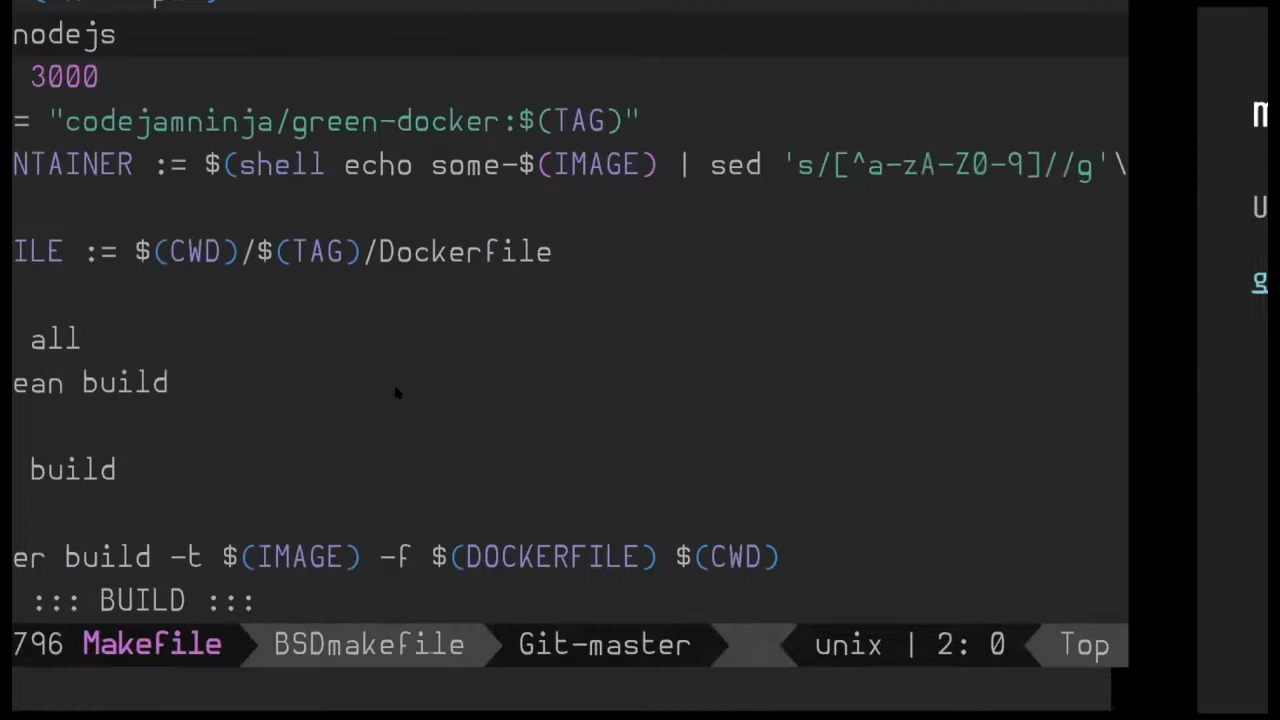 nodejs
3000
= "codejamninja/green-docker:$(TAG)"
NTAINER := $(shell echo some-$(IMAGE) | sed 's/[^a-zA-Z0-9]//g'\
ILE := $(CWD)/$(TAG)/Dockerfile
all
ean build
build
er build -t $(IMAGE) -f $(DOCKERFILE) $(CWD)
::: BUILD :::
796 Makefile BSDmakefile Git-master unix | 2: 0 Top
m
U
g